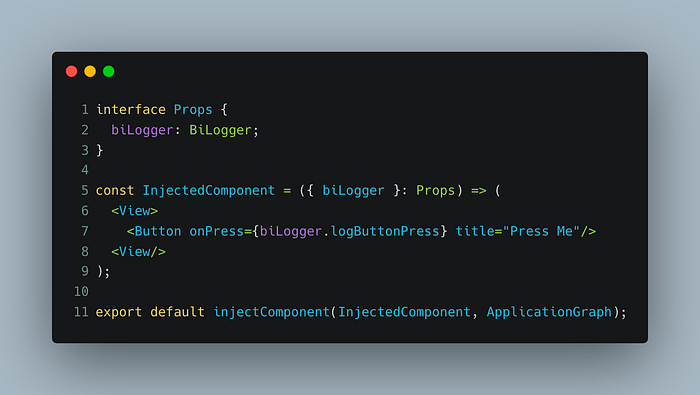 1 interface Props {
2   biLogger: BiLogger;
3 }
4
5 const InjectedComponent = ({ biLogger }: Props) => (
6   <View>
7     <Button onPress={biLogger.logButtonPress} title="Press Me"/>
8   <View/>
9 );
10
11 export default injectComponent(InjectedComponent, ApplicationGraph);